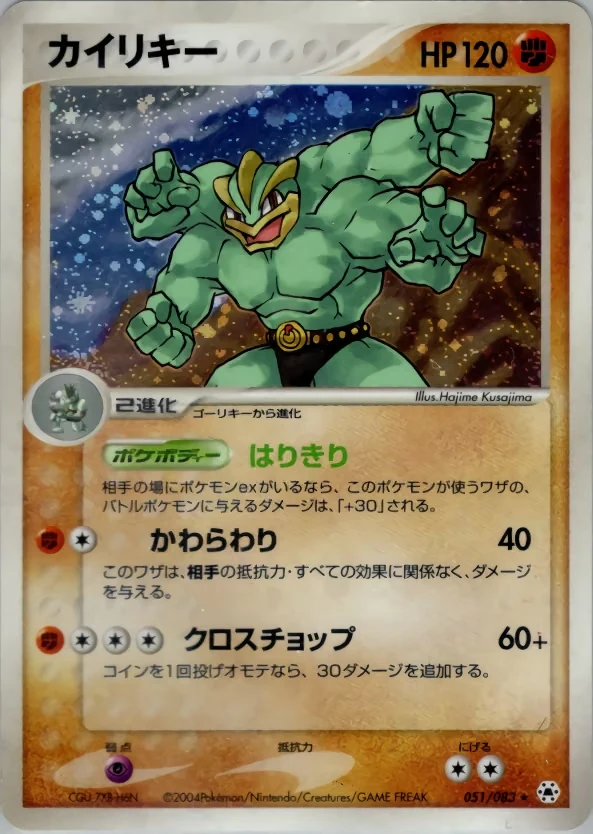 カイリキー HP120
Illus.Hajime Kusajima
2進化 ゴーリキーから進化
ポケボディー はりきり
相手の場にポケモンexがいるなら、このポケモンが使うワザの、
バトルポケモンに与えるダメージは、「+30」される。
かわらわり 40
このワザは、相手の抵抗力・すべての効果に関係なく、ダメージ
を与える。
クロスチョップ 60+
コインを1回投げオモテなら、30ダメージを追加する。
弱点 抵抗力 にげる
©2004Pokémon/Nintendo/Creatures/GAME FREAK 051/083 ★